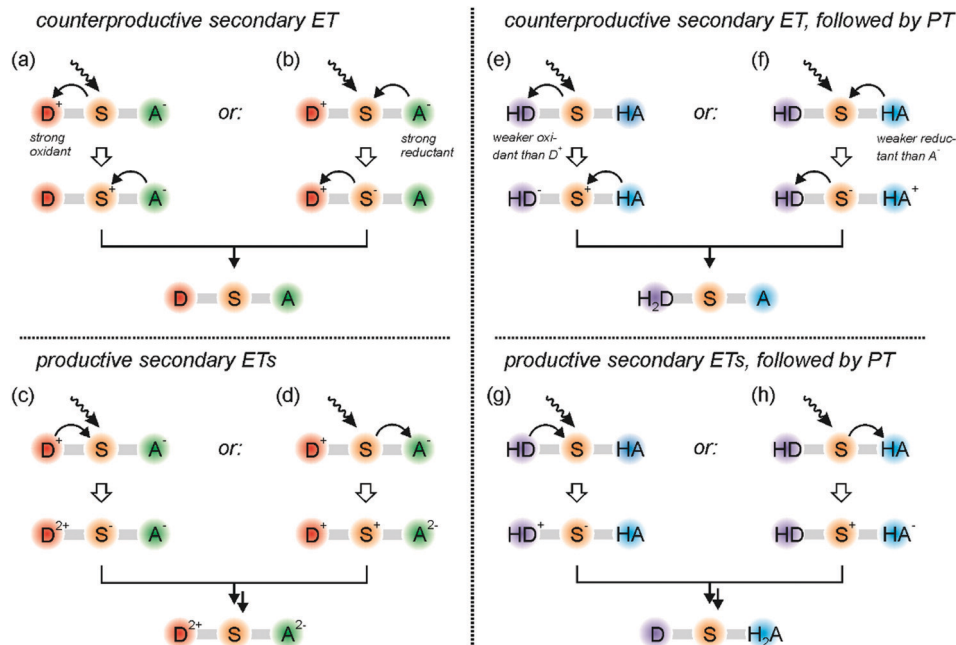 counterproductive secondary ET
counterproductive secondary ET, followed by PT
(a)
(b)
(e)
(f)
D⁺ S A⁻
or:
D⁺ S A⁻
HD S HA
or:
HD S HA
strong
oxidant
strong
reductant
weaker oxi-
dant than D⁺
weaker reduc-
tant than A⁻
D S⁺ A⁻
D⁺ S⁻ A
HD⁻ S⁺ HA
HD S⁻ HA⁺
D S A
H₂D S A
productive secondary ETs
productive secondary ETs, followed by PT
(c)
(d)
(g)
(h)
D⁺ S A⁻
or:
D⁺ S A⁻
HD S HA
or:
HD S HA
D²⁺ S⁻ A⁻
D⁺ S⁺ A²⁻
HD⁺ S⁻ HA
HD S⁺ HA⁻
D²⁺ S A²⁻
D S H₂A